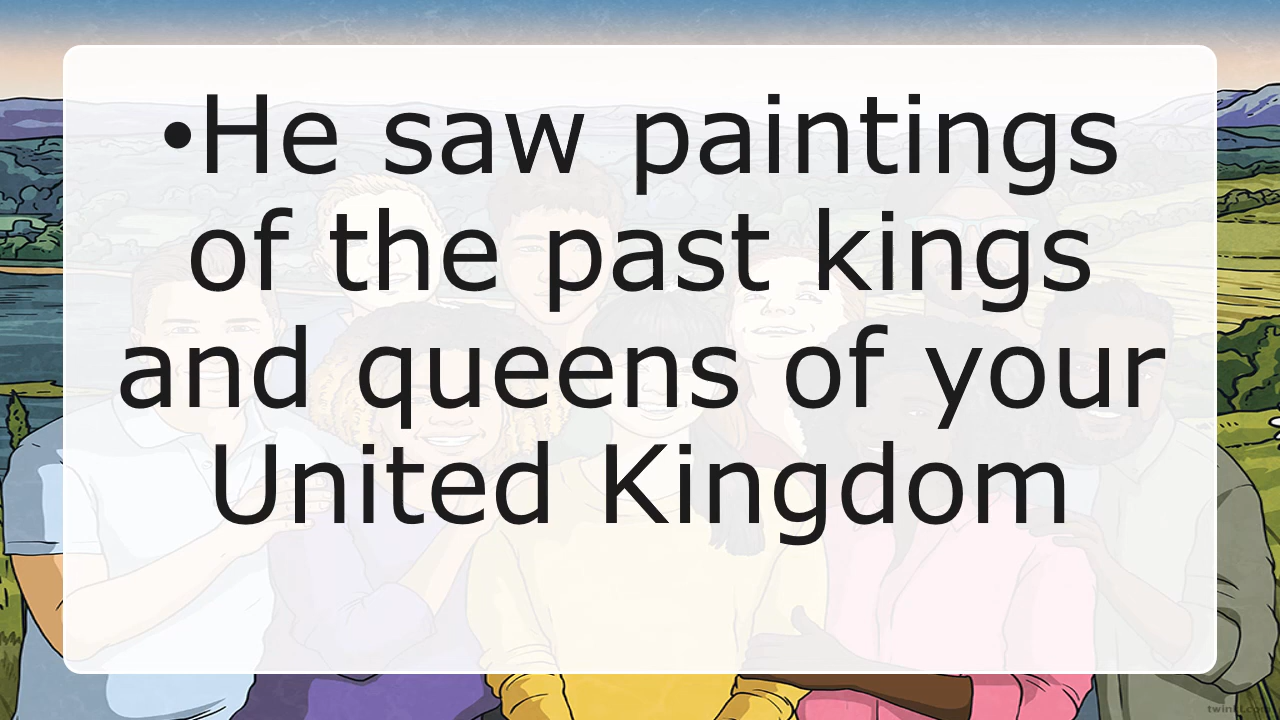 •He saw paintings
of the past kings
and queens of your
United Kingdom